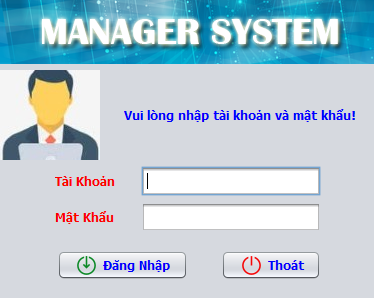 MANAGER SYSTEM
Vui lòng nhập tài khoản và mật khẩu!
Tài Khoản
Mật Khẩu
Đăng Nhập
Thoát